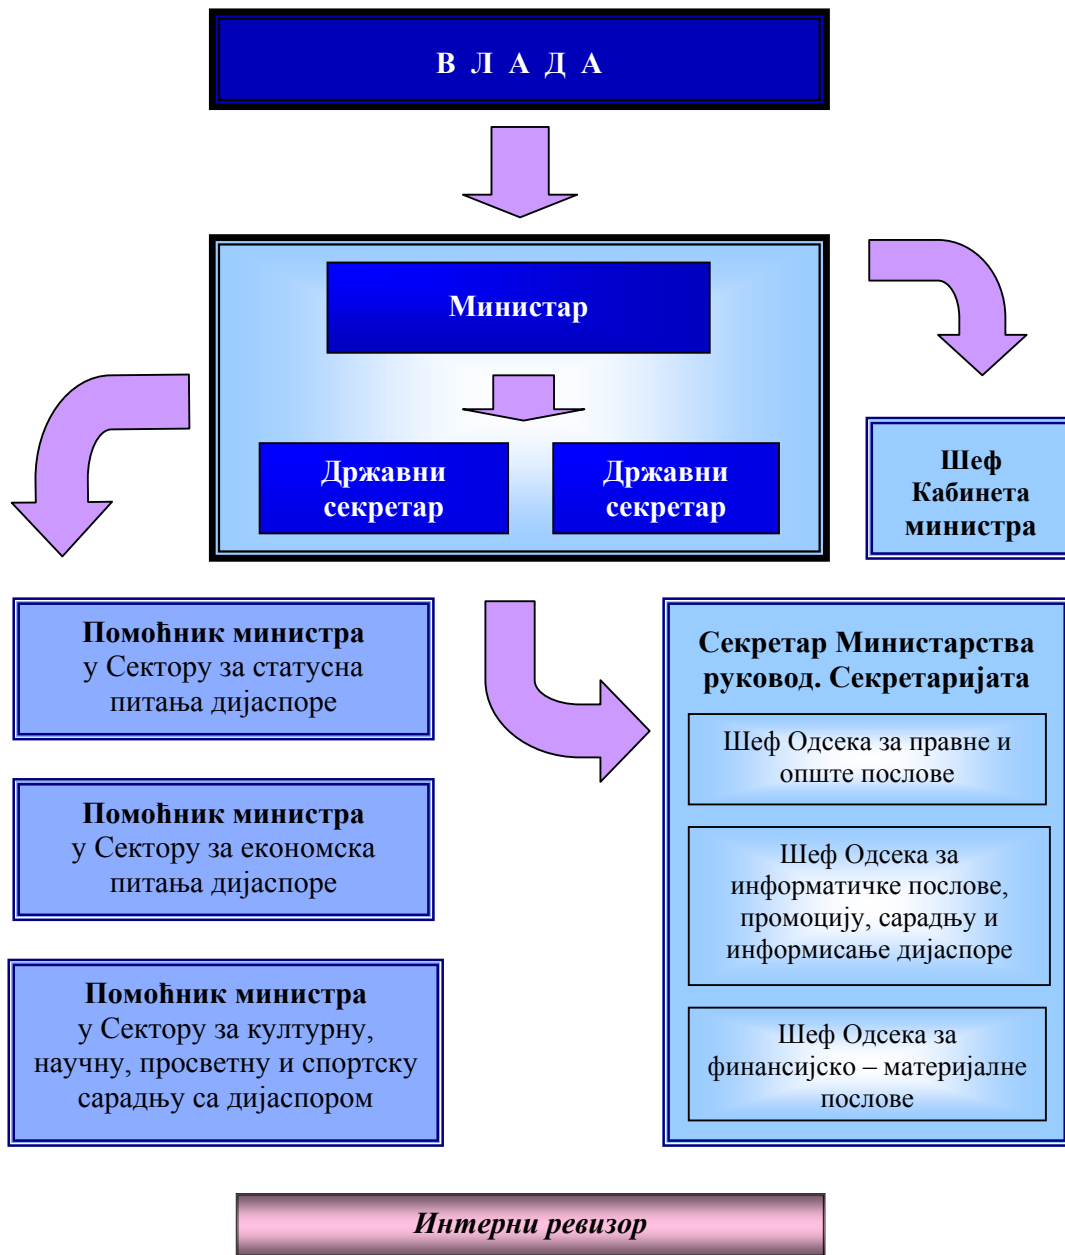 В Л А Д А
Министар
Државни
секретар
Државни
секретар
Шеф
Кабинета
министра
Помоћник министра
у Сектору за статусна
питања дијаспоре
Помоћник министра
у Сектору за економска
питања дијаспоре
Помоћник министра
у Сектору за културну,
научну, просветну и спортску
сарадњу са дијаспором
Секретар Министарства
руковод. Секретаријата
Шеф Одсека за правне и
опште послове
Шеф Одсека за
информатичке послове,
промоцију, сарадњу и
информисање дијаспоре
Шеф Одсека за
финансијско – материјалне
послове
Интерни ревизор